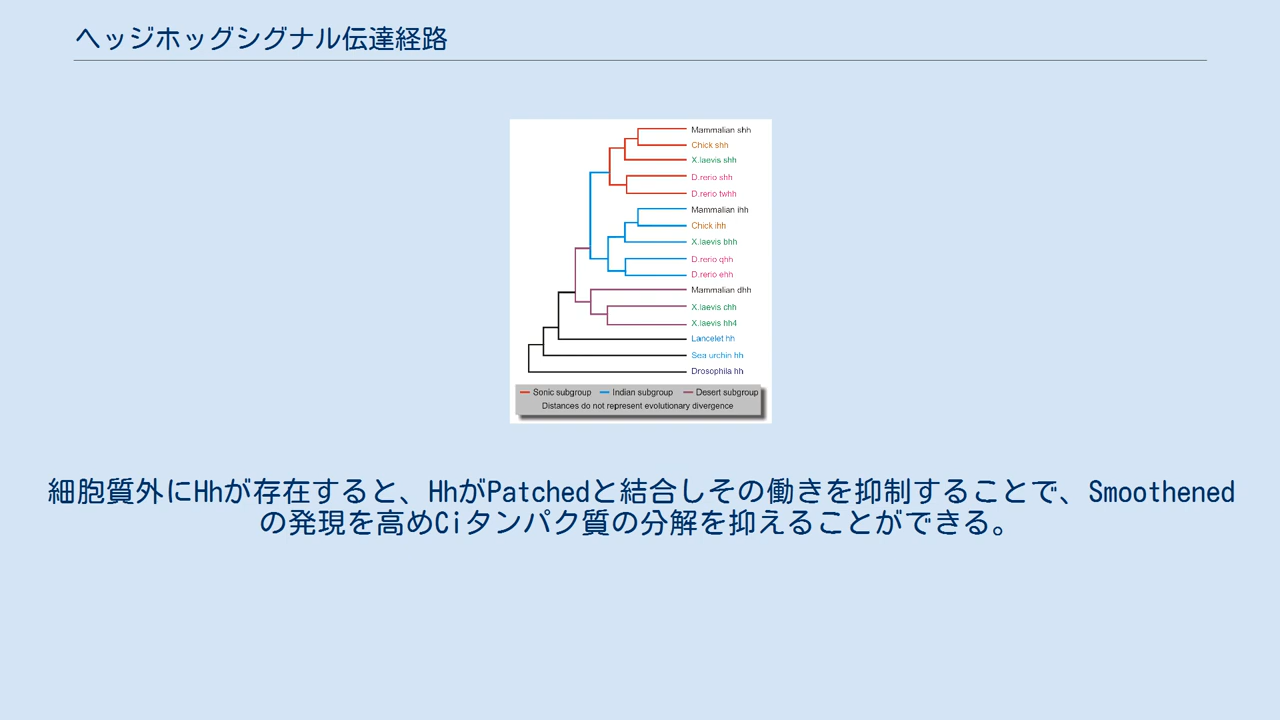 ヘッジホッグシグナル伝達経路
Mammalian shh
Chick shh
X.laevis shh
D.rerio shh
D.rerio twhh
Mammalian ihh
Chick ihh
X.laevis bhh
D.rerio qhh
D.rerio ehh
Mammalian dhh
X.laevis chh
X.laevis hh4
Lancelet hh
Sea urchin hh
Drosophila hh
Sonic subgroup Indian subgroup Desert subgroup
Distances do not represent evolutionary divergence
細胞質外にHhが存在すると、HhがPatchedと結合しその働きを抑制することで、Smoothened
の発現を高めCiタンパク質の分解を抑えることができる。